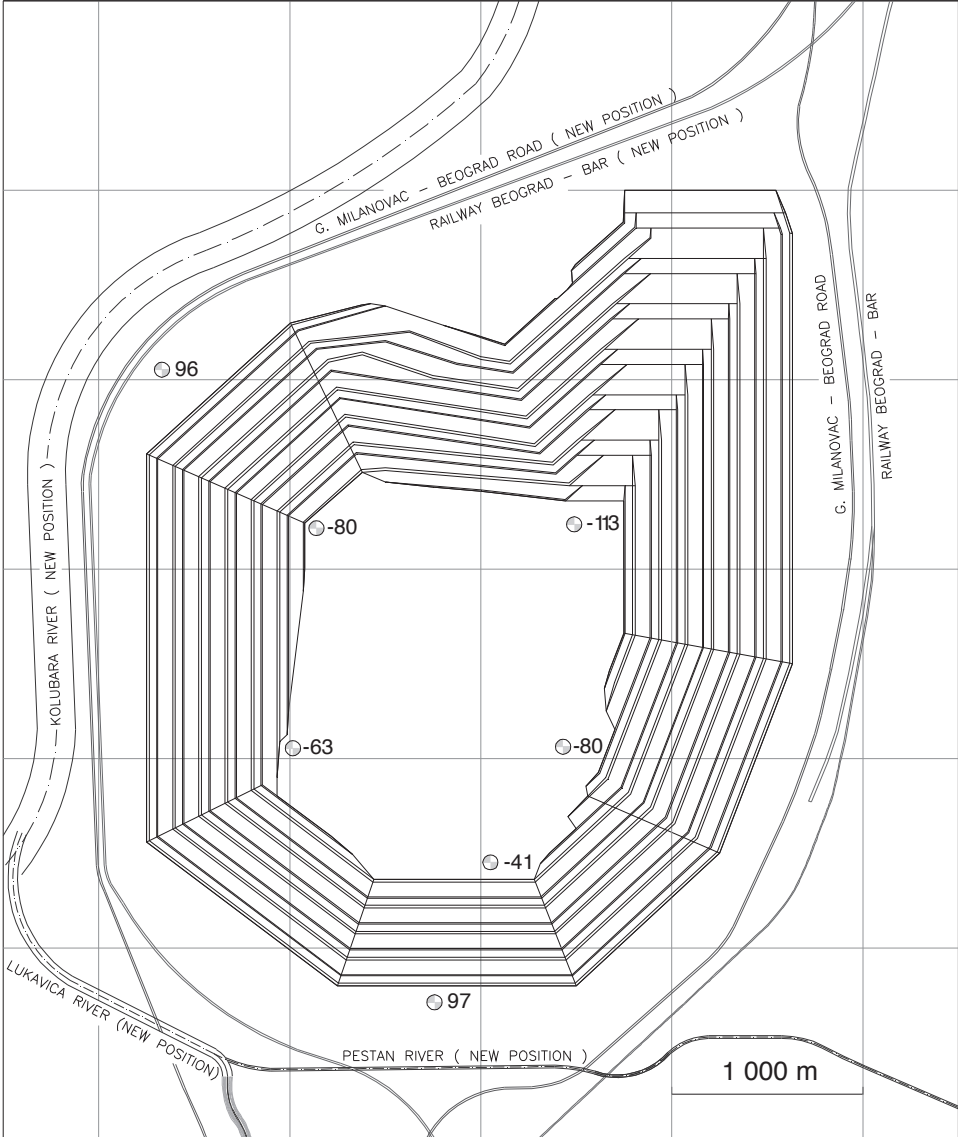 G. MILANOVAC - BEOGRAD ROAD ( NEW POSITION )
RAILWAY BEOGRAD - BAR ( NEW POSITION )
G. MILANOVAC - BEOGRAD ROAD
RAILWAY BEOGRAD - BAR
96
KOLUBARA RIVER ( NEW POSITION )
-80
-113
-63
-80
-41
97
LUKAVICA RIVER (NEW POSITION)
PESTAN RIVER ( NEW POSITION )
1 000 m